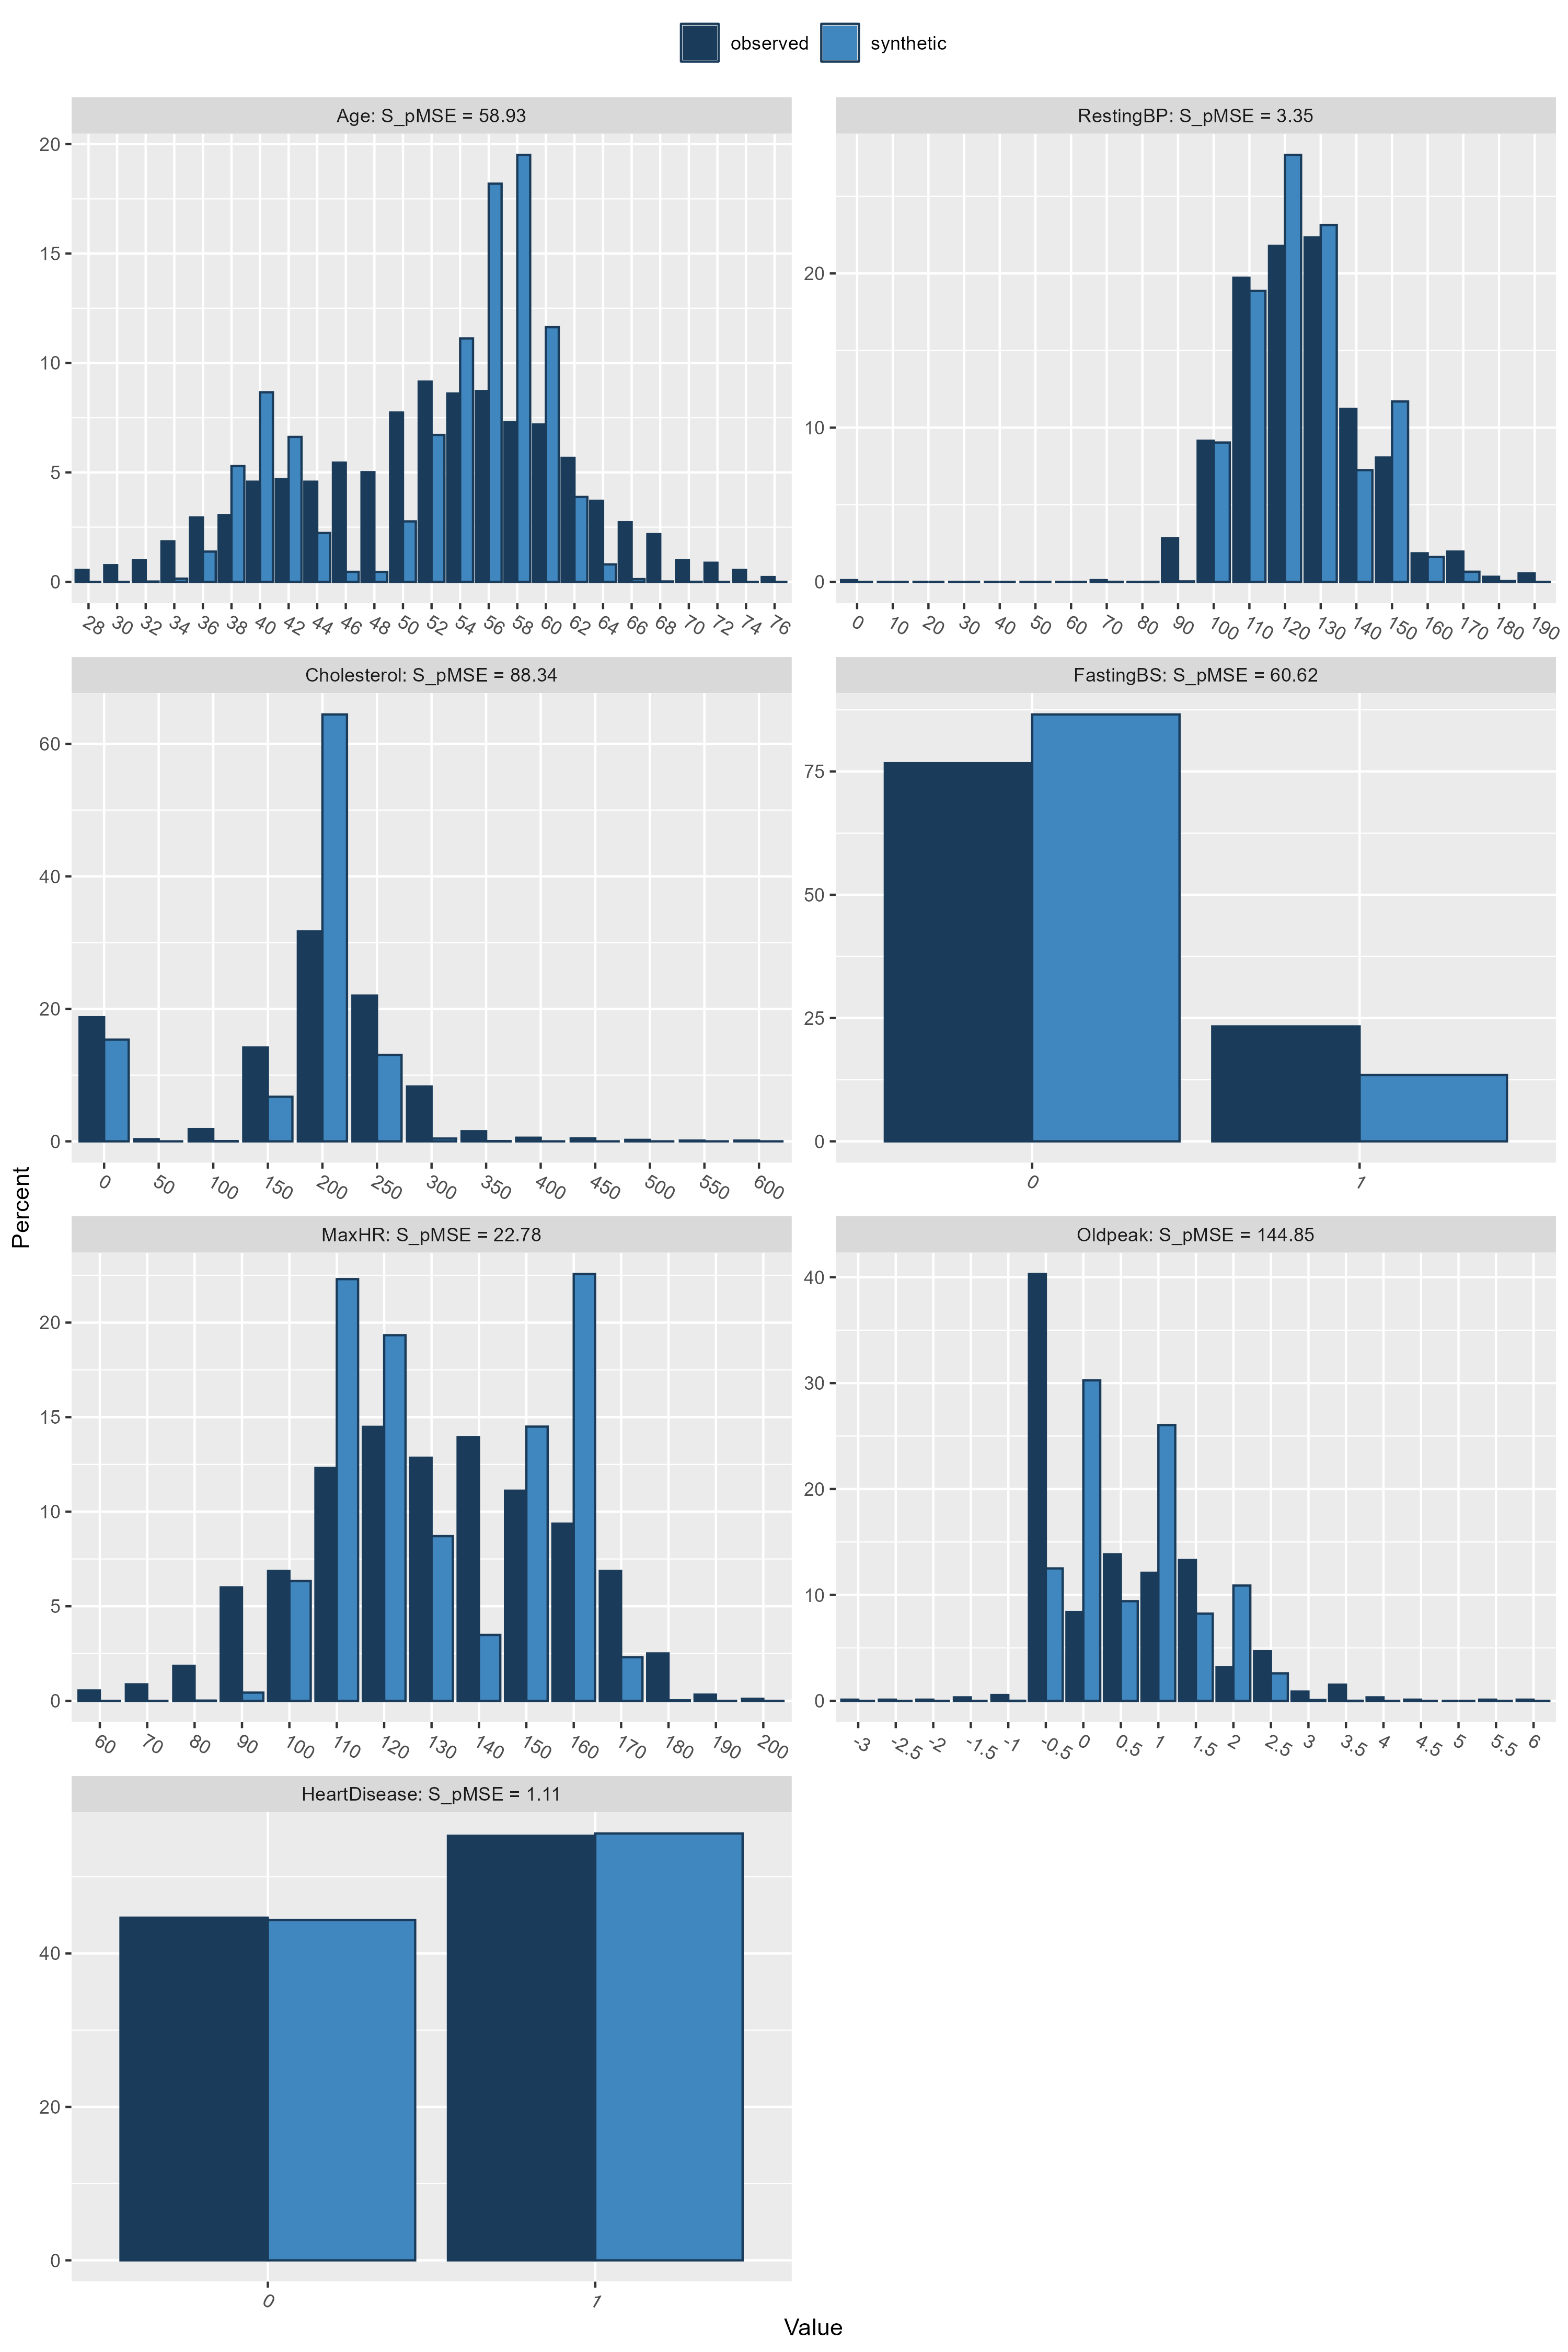 observed synthetic
Age: S_pMSE = 58.93
20
15
10
5
0
28 30 32 34 36 38 40 42 44 46 48 50 52 54 56 58 60 62 64 66 68 70 72 74 76
RestingBP: S_pMSE = 3.35
20
10
0
0 10 20 30 40 50 60 70 80 90 100 110 120 130 140 150 160 170 180 190
Cholesterol: S_pMSE = 88.34
60
40
20
0
0 50 100 150 200 250 300 350 400 450 500 550 600
FastingBS: S_pMSE = 60.62
75
50
25
0
0 1
MaxHR: S_pMSE = 22.78
20
15
10
5
0
60 70 80 90 100 110 120 130 140 150 160 170 180 190 200
Oldpeak: S_pMSE = 144.85
40
30
20
10
0
-3 -2.5 -2 -1.5 -1 -0.5 0 0.5 1 1.5 2 2.5 3 3.5 4 4.5 5 5.5 6
HeartDisease: S_pMSE = 1.11
40
20
0
0 1
Percent
Value